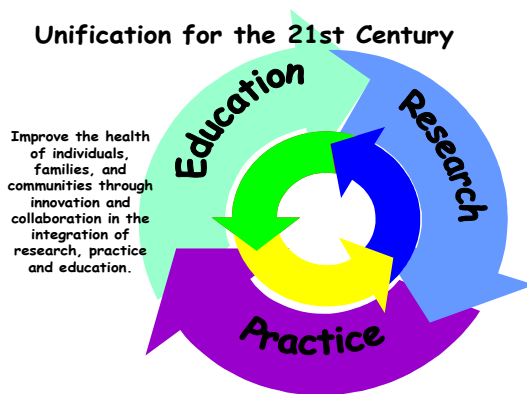 Unification for the 21st Century
Education
Research
Improve the health
of individuals,
families, and
communities through
innovation and
collaboration in the
integration of
research, practice
and education.
Practice